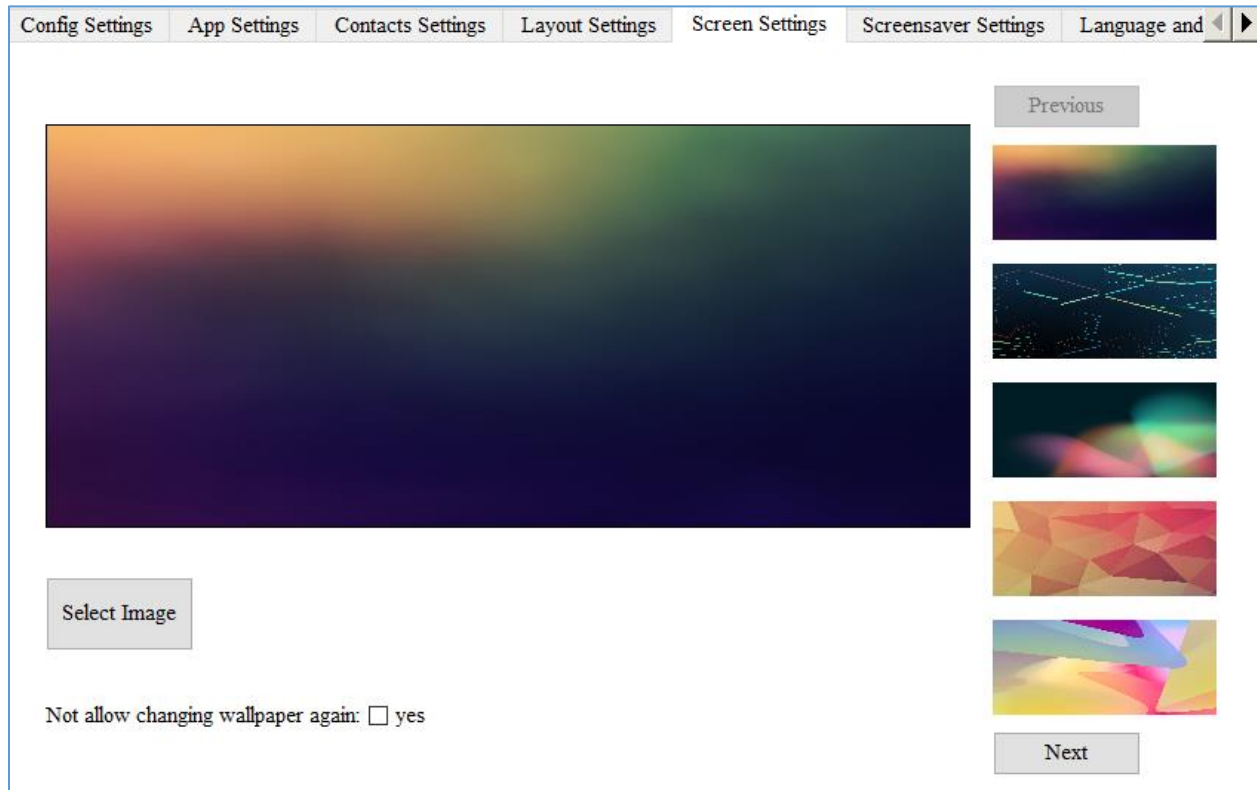 Config Settings App Settings Contacts Settings Layout Settings Screen Settings Screensaver Settings Language and
Previous
Select Image
Not allow changing wallpaper again: yes
Next